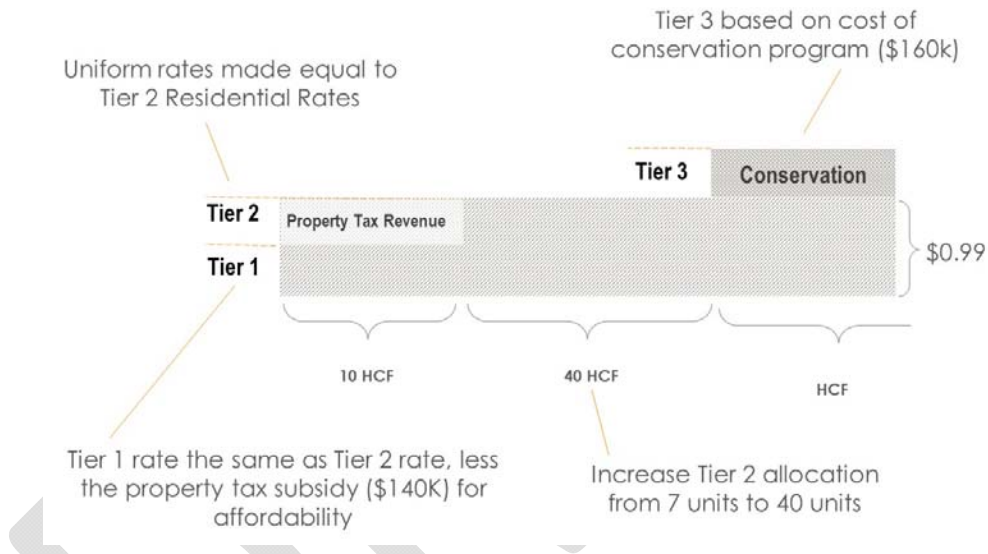 Tier 3 based on cost of
conservation program ($160k)
Uniform rates made equal to
Tier 2 Residential Rates
Tier 3
Conservation
Tier 2
Property Tax Revenue
Tier 1
$0.99
10 HCF
40 HCF
HCF
Tier 1 rate the same as Tier 2 rate, less
the property tax subsidy ($140K) for
affordability
Increase Tier 2 allocation
from 7 units to 40 units